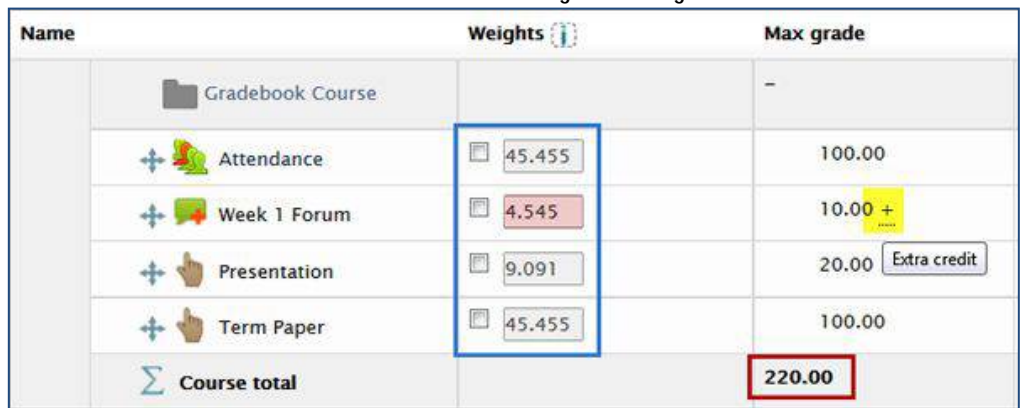 Name Weights i Max grade
Gradebook Course –
Attendance 45.455 100.00
Week 1 Forum 4.545 10.00 +
Presentation 9.091 20.00 Extra credit
Term Paper 45.455 100.00
Σ Course total 220.00